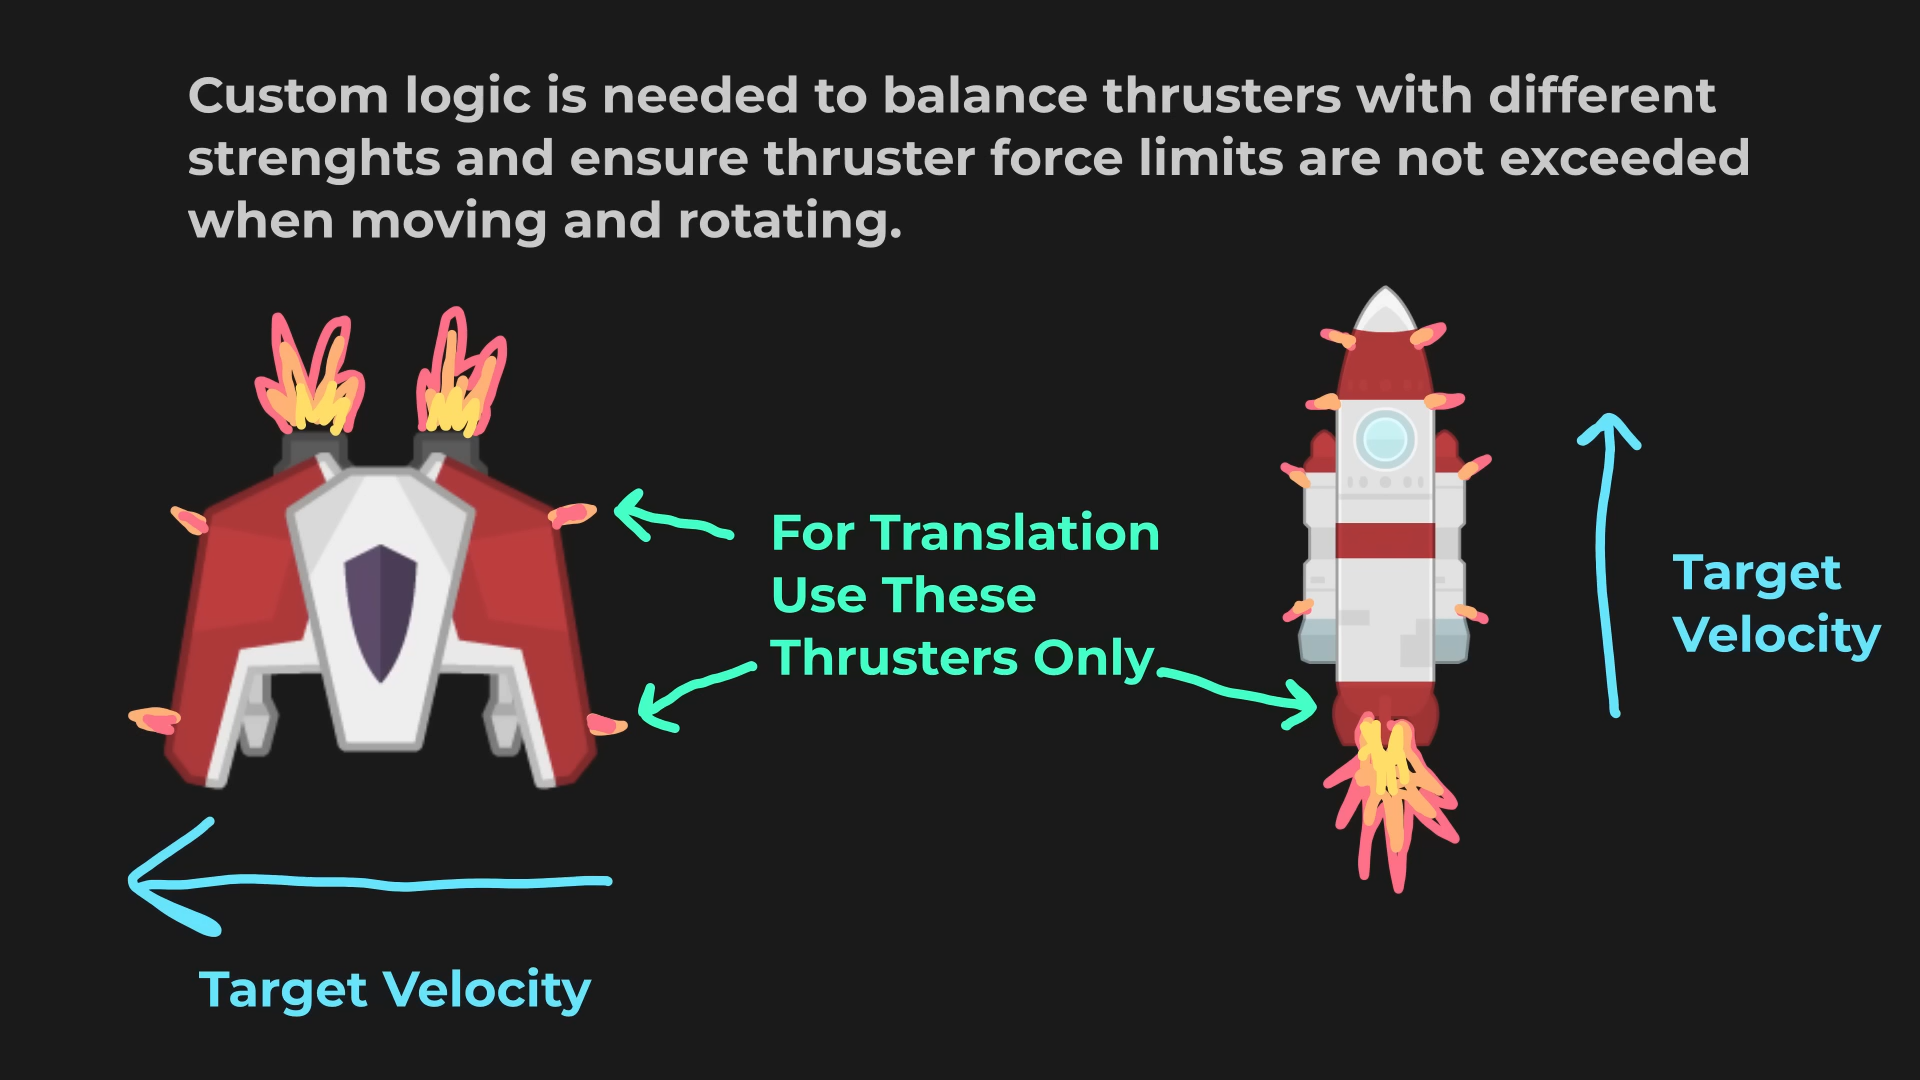 Custom logic is needed to balance thrusters with different
strenghts and ensure thruster force limits are not exceeded
when moving and rotating.
For Translation
Use These
Thrusters Only
Target
Velocity
Target Velocity